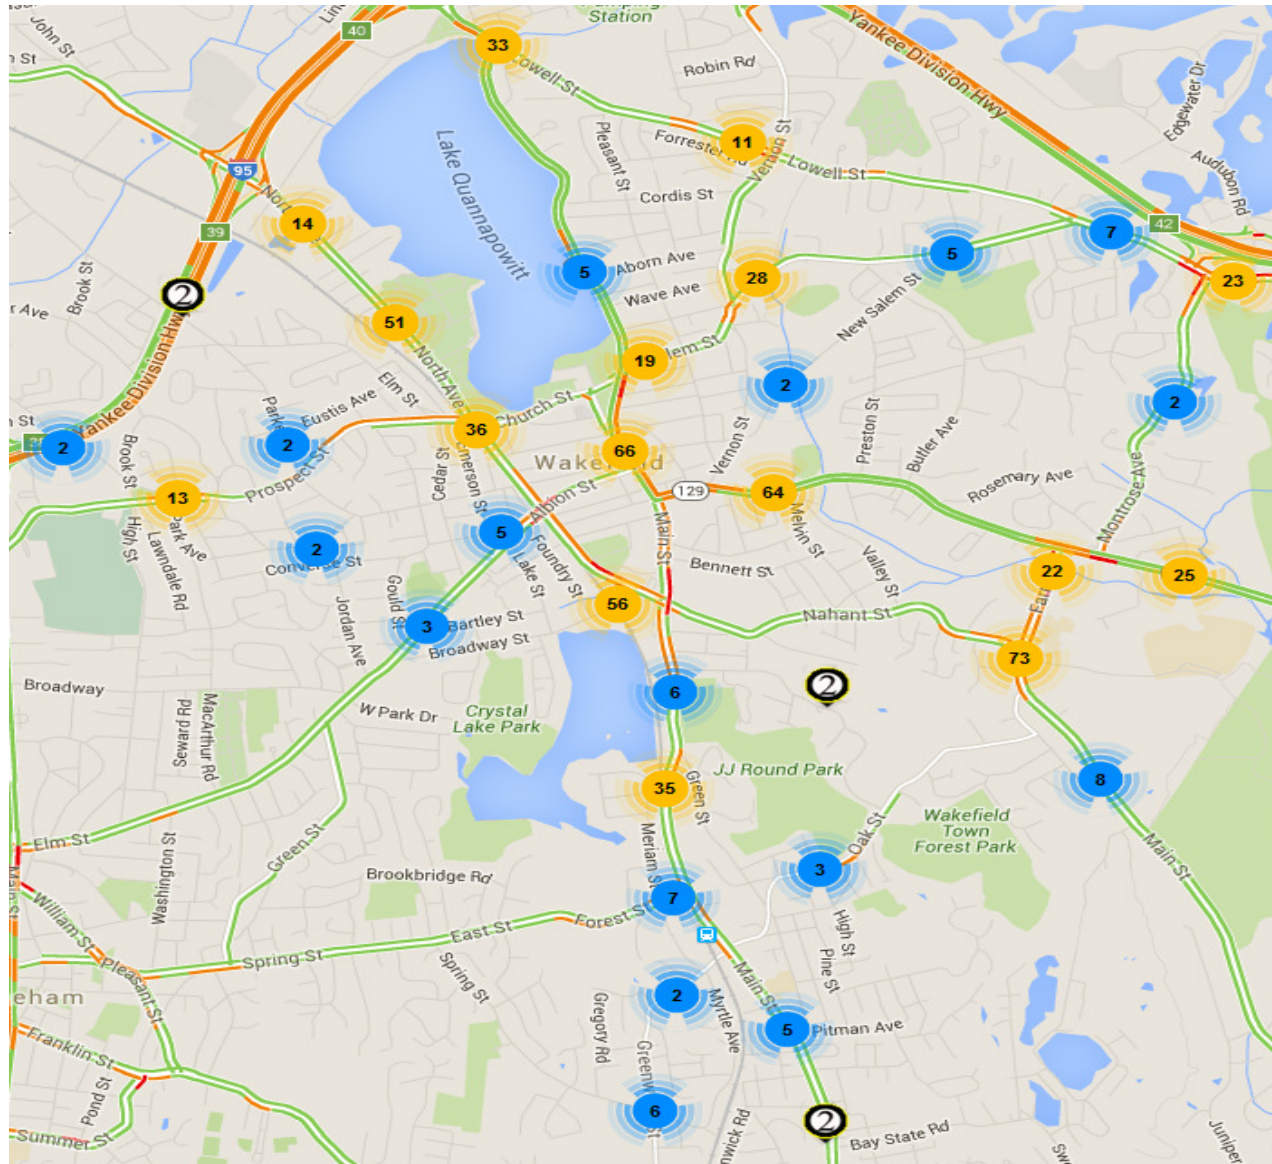 Station
40
John St
33
Lowell St
Robin Rd
Yankee Division Hwy
Edgewater Dr
11
Pleasant St
Vernon St
Lowell St
Audubon Rd
95
Lake Quannapowitt
Cordis St
14
39
42
7
5
5
Aborn Ave
28
23
Brook St
2
Wave Ave
New Salem St
51
19
North Ave
Yankee Division Hwy
Elm St
Eustis Ave
Church St
2
2
36
66
Wakefield
2
2
Brook St
Prospect St
Cedar St
Emerson St
Albion St
Vernon St
Preston St
Butler Ave
Rosemary Ave
Montrose Ave
13
129
64
Park Ave
High St
Lawndale Rd
Melvin St
5
Main St
2
Converse St
Foundry St
Lake St
Bennett St
Valley St
22
25
Gould St
Jordan Ave
56
Nahant St
3
Bartley St
Broadway St
73
Broadway
2
6
MacArthur Rd
Seward Rd
W Park Dr
Crystal
Lake Park
JJ Round Park
35
Green St
8
Wakefield
Town
Forest Park
Oak St
Elm St
Green St
Meriam St
Main St
3
Washington St
Brookbridge Rd
7
William St
Forest St
High St
East St
Spring St
Pleasant St
Spring St
Main St
Pine St
eham
2
Myrtle Ave
5
Pitman Ave
Gregory Rd
Franklin St
Pond St
6
2
Summer St
Bay State Rd
Juniper